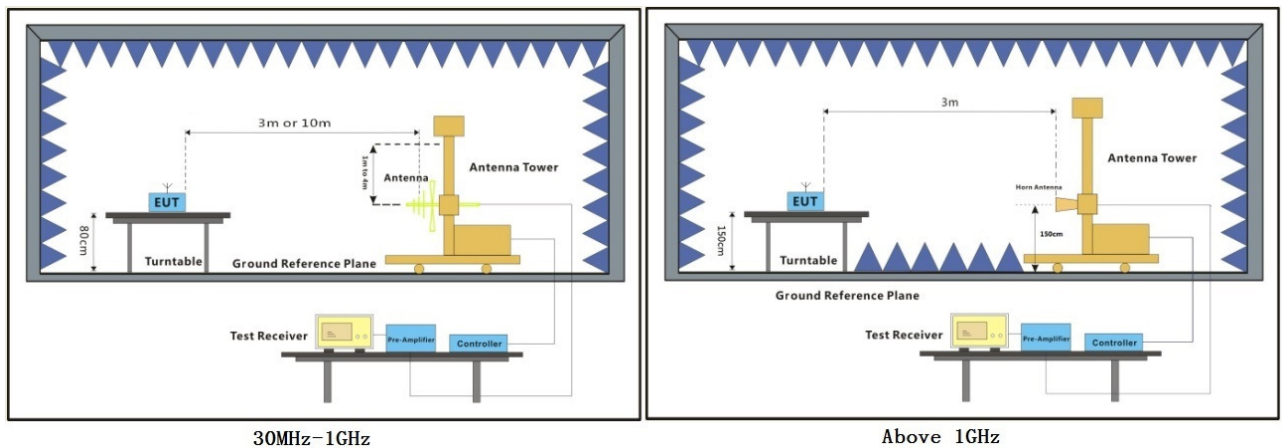 3m or 10m
1m to 4m
Antenna
Antenna Tower
EUT
80cm
Turntable
Ground Reference Plane
Test Receiver
Pre-Amplifier
Controller
30MHz-1GHz
3m
Antenna Tower
Horn Antenna
EUT
150cm
150cm
Turntable
Ground Reference Plane
Test Receiver
Pre-Amplifier
Controller
Above 1GHz